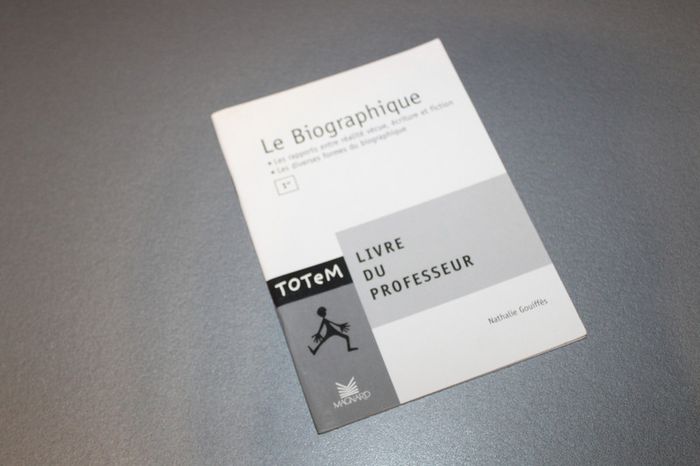 Le Biographique
• Les rapports entre réalité vécue, écriture et fiction
• Les diverses formes du biographique
1re
LIVRE
DU
PROFESSEUR
TOTeM
Nathalie Gouiffès
MAGNARD